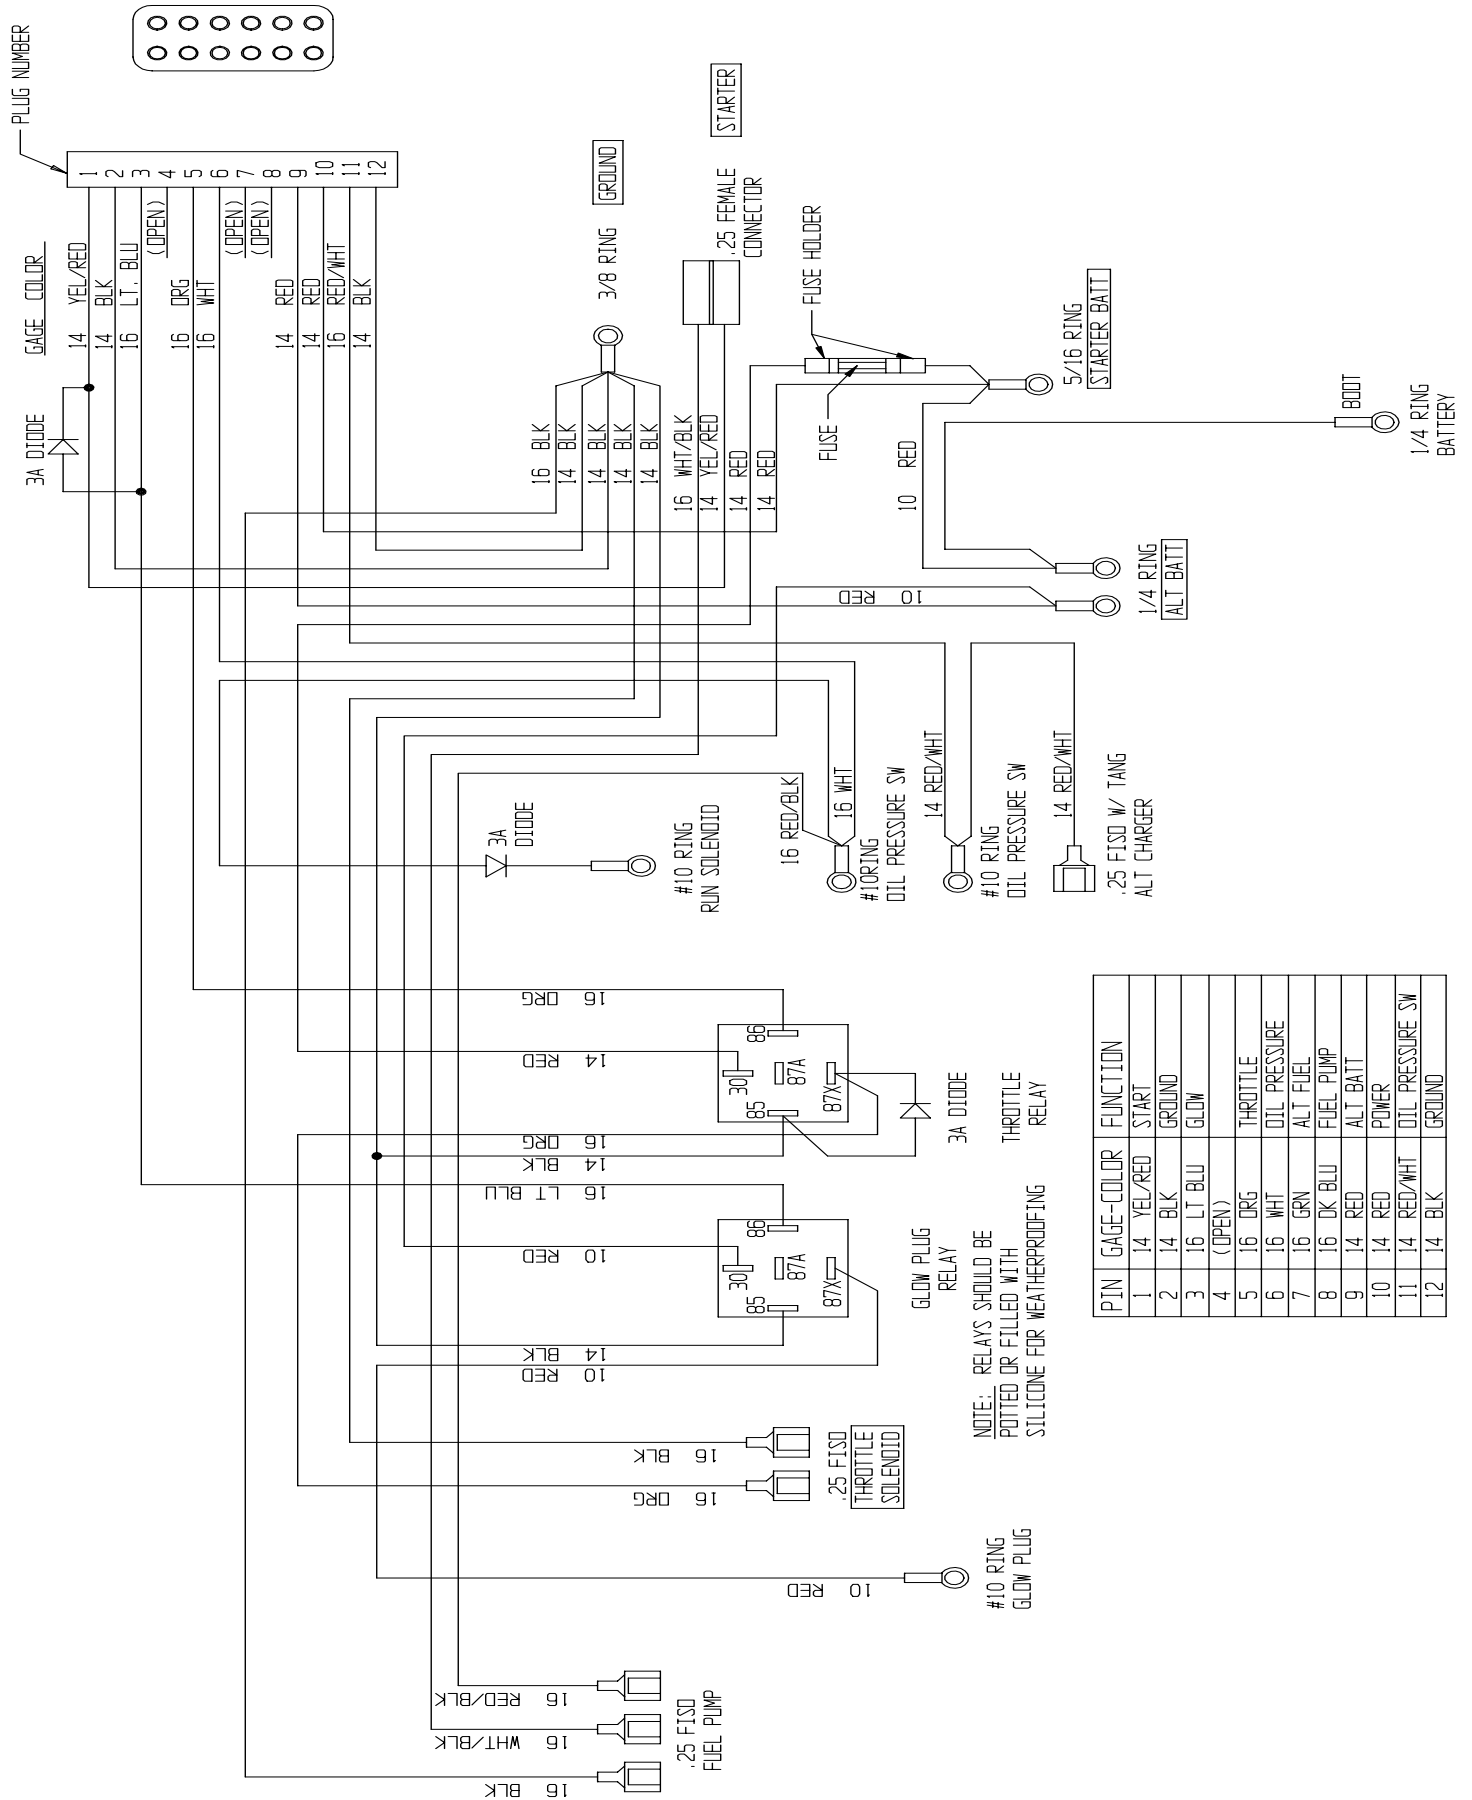 PLUG NUMBER
GAGE COLOR
1
2
3
4
5
6
7
8
9
10
11
12
14 YEL/RED
14 BLK
16 LT. BLU
(OPEN)
16 ORG
16 WHT
(OPEN)
(OPEN)
14 RED
14 RED
16 RED/WHT
14 BLK
3A DIODE
16 BLK
14 BLK
14 BLK
14 BLK
14 BLK
3/8 RING
GROUND
16 WHT/BLK
14 YEL/RED
14 RED
14 RED
.25 FEMALE
CONNECTOR
STARTER
FUSE HOLDER
FUSE
5/16 RING
STARTER BATT
10 RED
BOOT
1/4 RING
BATTERY
10 RED
1/4 RING
ALT BATT
3A
DIODE
#10 RING
RUN SOLENOID
16 RED/BLK
16 WHT
#10RING
OIL PRESSURE SW
14 RED/WHT
#10 RING
OIL PRESSURE SW
14 RED/WHT
.25 FISO W/ TANG
ALT CHARGER
16 ORG
14 RED
16 ORG
14 BLK
30
85
86
87A
87X
3A DIODE
THROTTLE
RELAY
16 LT BLU
10 RED
14 BLK
10 RED
30
85
86
87A
87X
GLOW PLUG
RELAY
NOTE: RELAYS SHOULD BE
POTTED OR FILLED WITH
SILICONE FOR WEATHERPROOFING
16 BLK
16 ORG
.25 FISO
THROTTLE
SOLENOID
10 RED
#10 RING
GLOW PLUG
16 RED/BLK
16 WHT/BLK
16 BLK
.25 FISO
FUEL PUMP
PIN GAGE-COLOR FUNCTION
1 14 YEL/RED START
2 14 BLK GROUND
3 16 LT BLU GLOW
4 (OPEN)
5 16 ORG THROTTLE
6 16 WHT OIL PRESSURE
7 16 GRN ALT FUEL
8 16 DK BLU FUEL PUMP
9 14 RED ALT BATT
10 14 RED POWER
11 14 RED/WHT OIL PRESSURE SW
12 14 BLK GROUND